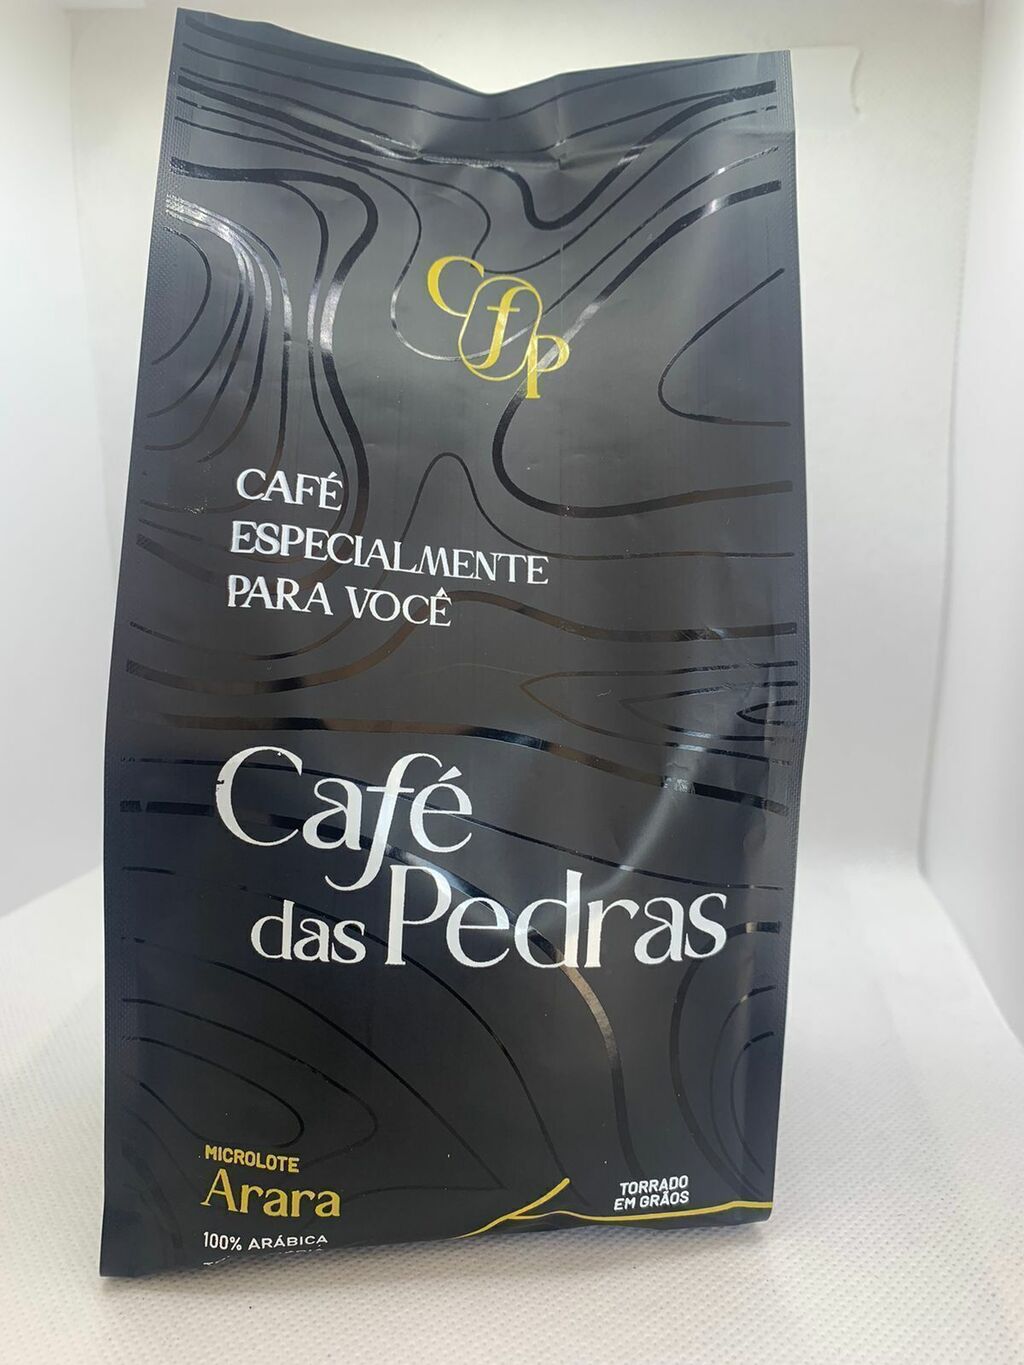 CfP
CAFÉ
ESPECIALMENTE
PARA VOCÊ
Café
das Pedras
MICROLOTE
Arara
100% ARÁBICA
TORRADO
EM GRÃOS